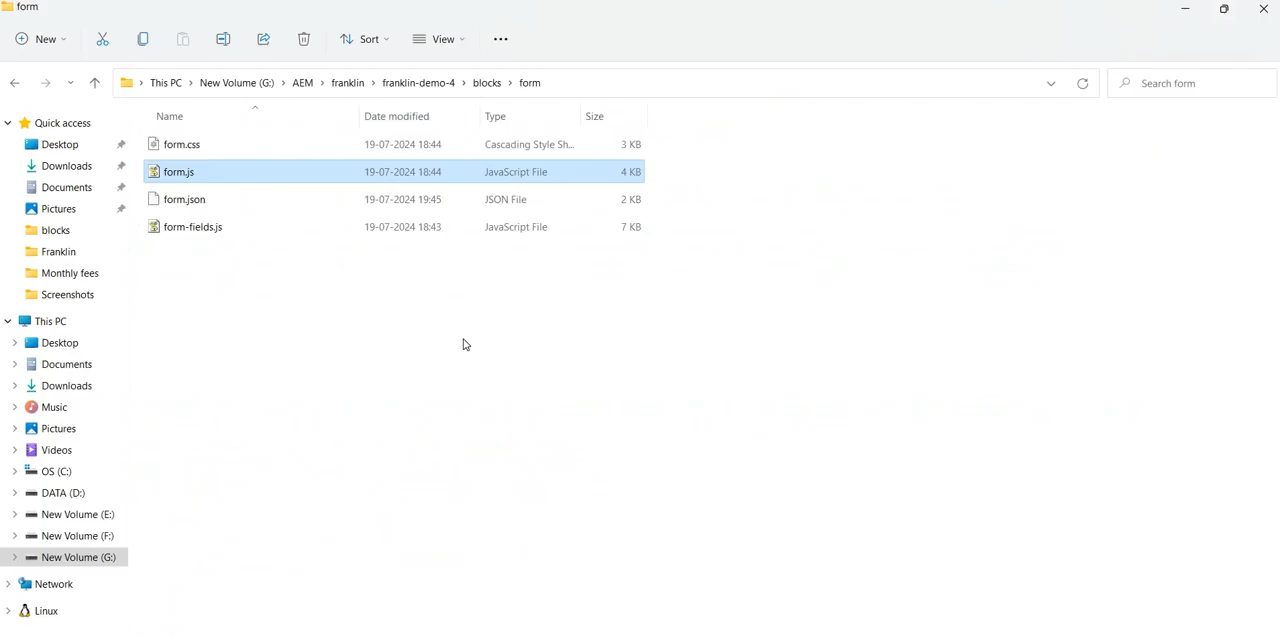 form
New
Sort
View
This PC
New Volume (G:)
AEM
franklin
franklin-demo-4
blocks
form
Search form
Name
Date modified
Type
Size
form.css
19-07-2024 18:44
Cascading Style Sh...
3 KB
form.js
19-07-2024 18:44
JavaScript File
4 KB
form.json
19-07-2024 19:45
JSON File
2 KB
form-fields.js
19-07-2024 18:43
JavaScript File
7 KB
Quick access
Desktop
Downloads
Documents
Pictures
blocks
Franklin
Monthly fees
Screenshots
This PC
Desktop
Documents
Downloads
Music
Pictures
Videos
OS (C:)
DATA (D:)
New Volume (E:)
New Volume (F:)
New Volume (G:)
Network
Linux